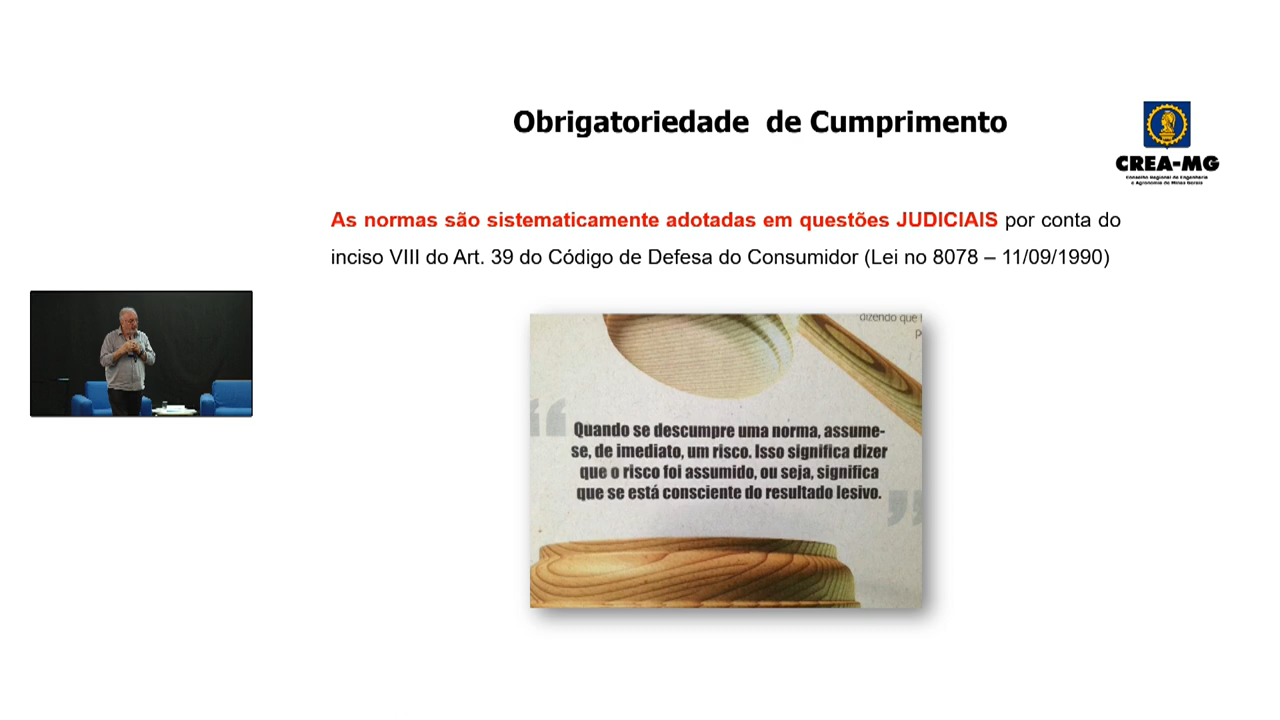 Obrigatoriedade de Cumprimento
CREA-MG
Conselho Regional de Engenharia
e Agronomia de Minas Gerais
As normas são sistematicamente adotadas em questões JUDICIAIS por conta do
inciso VIII do Art. 39 do Código de Defesa do Consumidor (Lei no 8078 – 11/09/1990)
dizendo que
“
Quando se descumpre uma norma, assume-
se, de imediato, um risco. Isso significa dizer
que o risco foi assumido, ou seja, significa
que se está consciente do resultado lesivo.
”